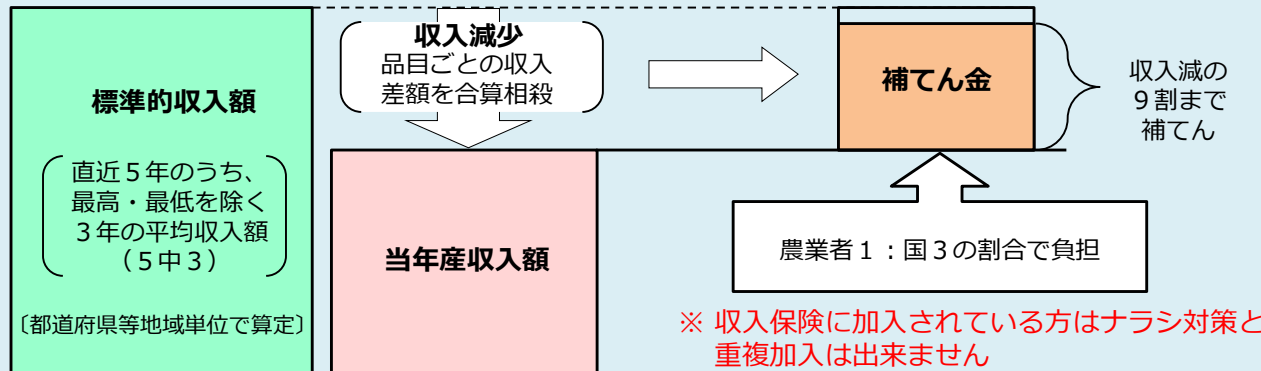 標準的収入額
直近５年のうち、
最高・最低を除く
３年の平均収入額
（５中３）
〔都道府県等地域単位で算定〕
収入減少
品目ごとの収入
差額を合算相殺
当年産収入額
補てん金
収入減の
９割まで
補てん
農業者１：国３の割合で負担
※ 収入保険に加入されている方はナラシ対策と
重複加入は出来ません